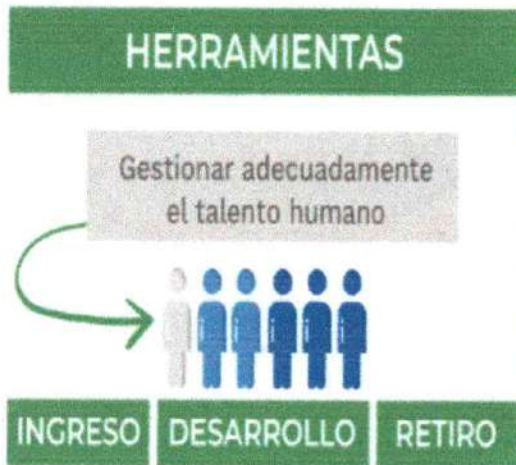 HERRAMIENTAS
Gestionar adecuadamente
el talento humano
INGRESO DESARROLLO RETIRO